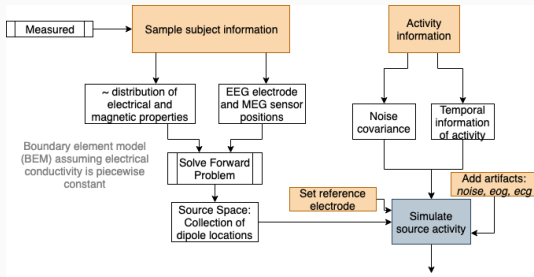 Measured
Sample subject information
Activity
information
~ distribution of
electrical and
magnetic properties
EEG electrode
and MEG sensor
positions
Noise
covariance
Temporal
information
of activity
Boundary element model
(BEM) assuming electrical
conductivity is piecewise
constant
Solve Forward
Problem
Set reference
electrode
Add artifacts:
noise, eog, ecg
Source Space:
Collection of
dipole locations
Simulate
source activity